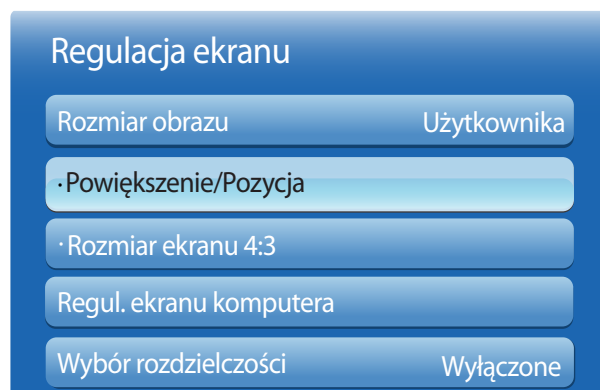 Regulacja ekranu
Rozmiar obrazu Użytkownika
·Powiększenie/Pozycja
· Rozmiar ekranu 4:3
Regul. ekranu komputera
Wybór rozdzielczości Wyłączone